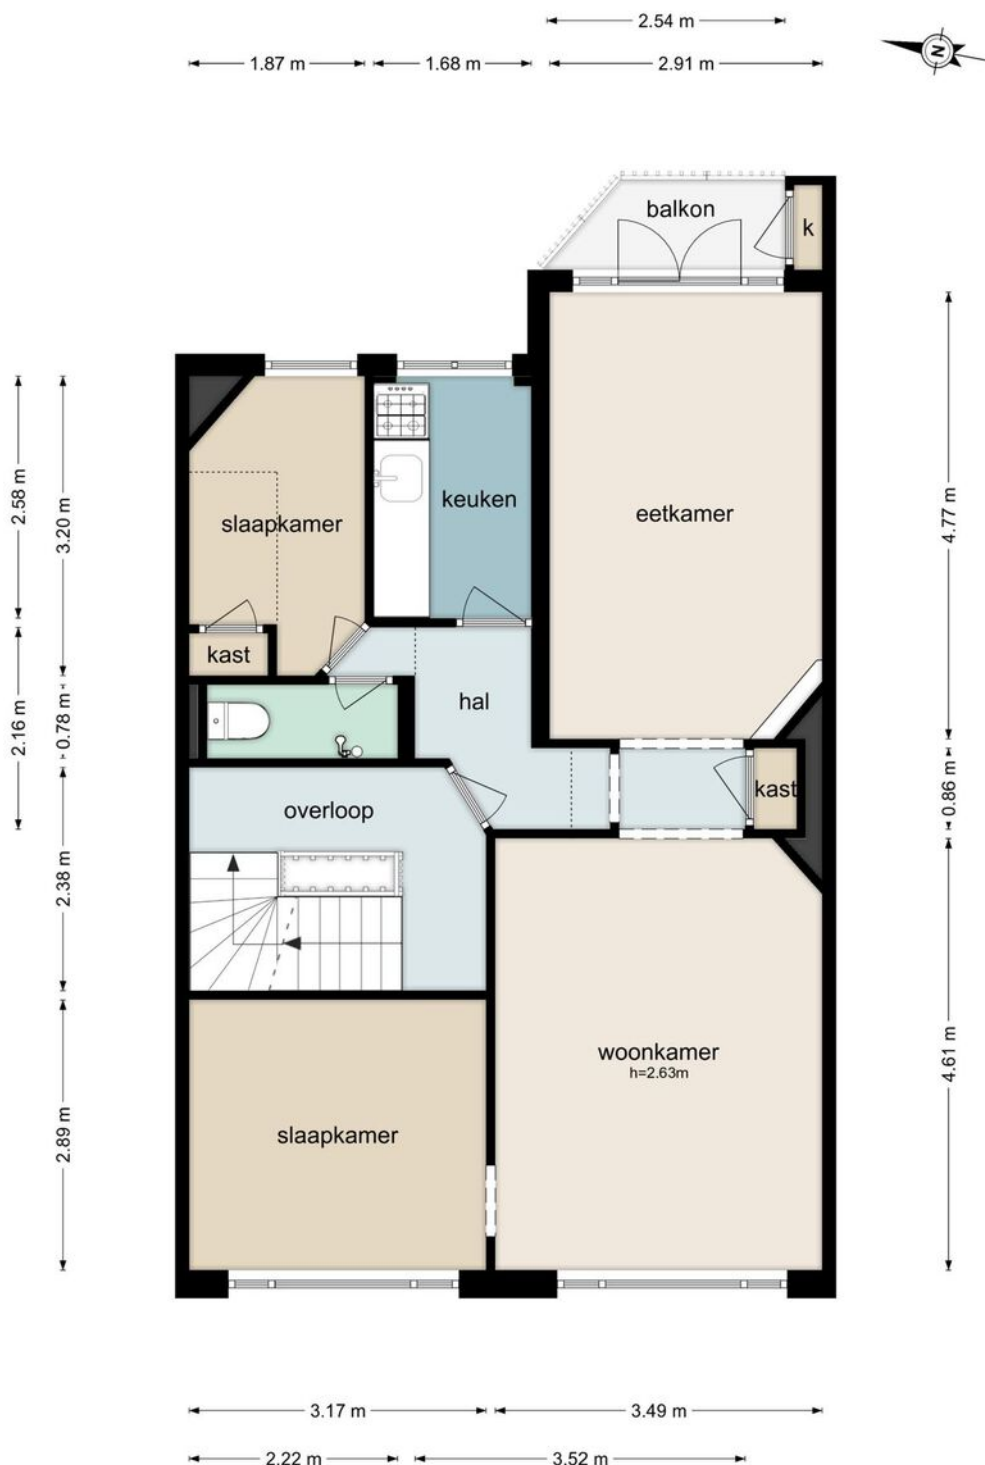 2.54 m
1.87 m
1.68 m
2.91 m
N
balkon
k
keuken
slaapkamer
eetkamer
2.58 m
3.20 m
4.77 m
kast
hal
2.16 m
0.78 m
kast
0.86 m
overloop
2.38 m
woonkamer
h=2.63m
4.61 m
slaapkamer
2.89 m
3.17 m
3.49 m
2.22 m
3.52 m